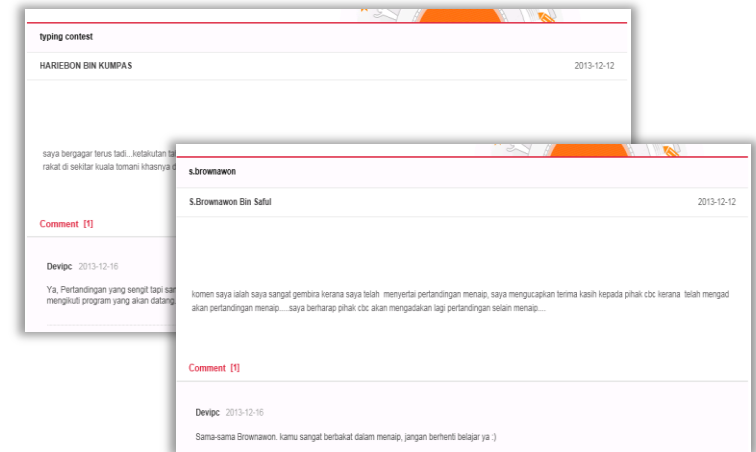 typing contest
HARIEBON BIN KUMPAS 2013-12-12
saya bergagar terus tadi...ketakutan
rakat di sekitar kuala tomani khasnya
Comment [1]
Devipc 2013-12-16
Ya, Pertandingan yang sengit tapi
mengikuti program yang akan datang
s.brownawon
S.Brownawon Bin Saful 2013-12-12
komen saya ialah saya sangat gembira kerana saya telah menyertai pertandingan menaip, saya mengucapkan terima kasih kepada pihak cbc kerana telah mengad
akan pertandingan menaip.....saya berharap pihak cbc akan mengadakan lagi pertandingan selain menaip....
Comment [1]
Devipc 2013-12-16
Sama-sama Brownawon. kamu sangat berbakat dalam menaip, jangan berhenti belajar ya :)